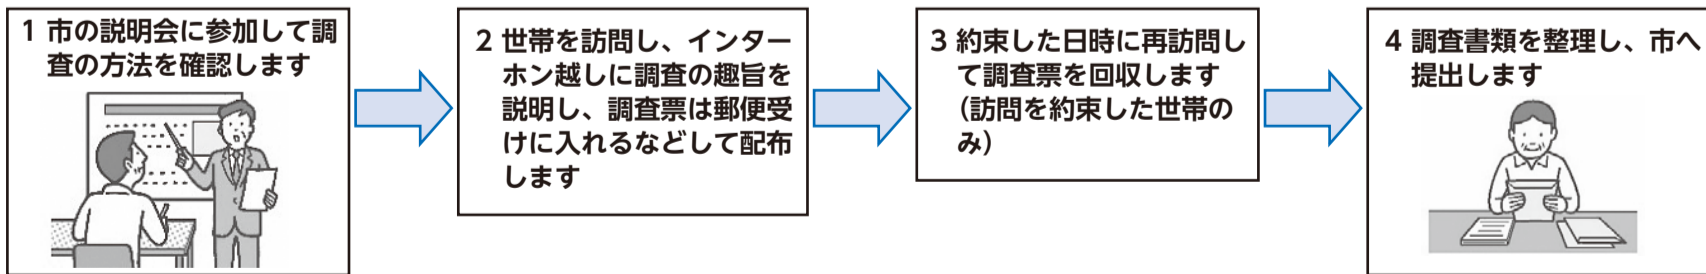 1 市の説明会に参加して調
査の方法を確認します
2 世帯を訪問し、インター
ホン越しに調査の趣旨を
説明し、調査票は郵便受
けに入れるなどして配布
します
3 約束した日時に再訪問し
て調査票を回収します
（訪問を約束した世帯の
み）
4 調査書類を整理し、市へ
提出します